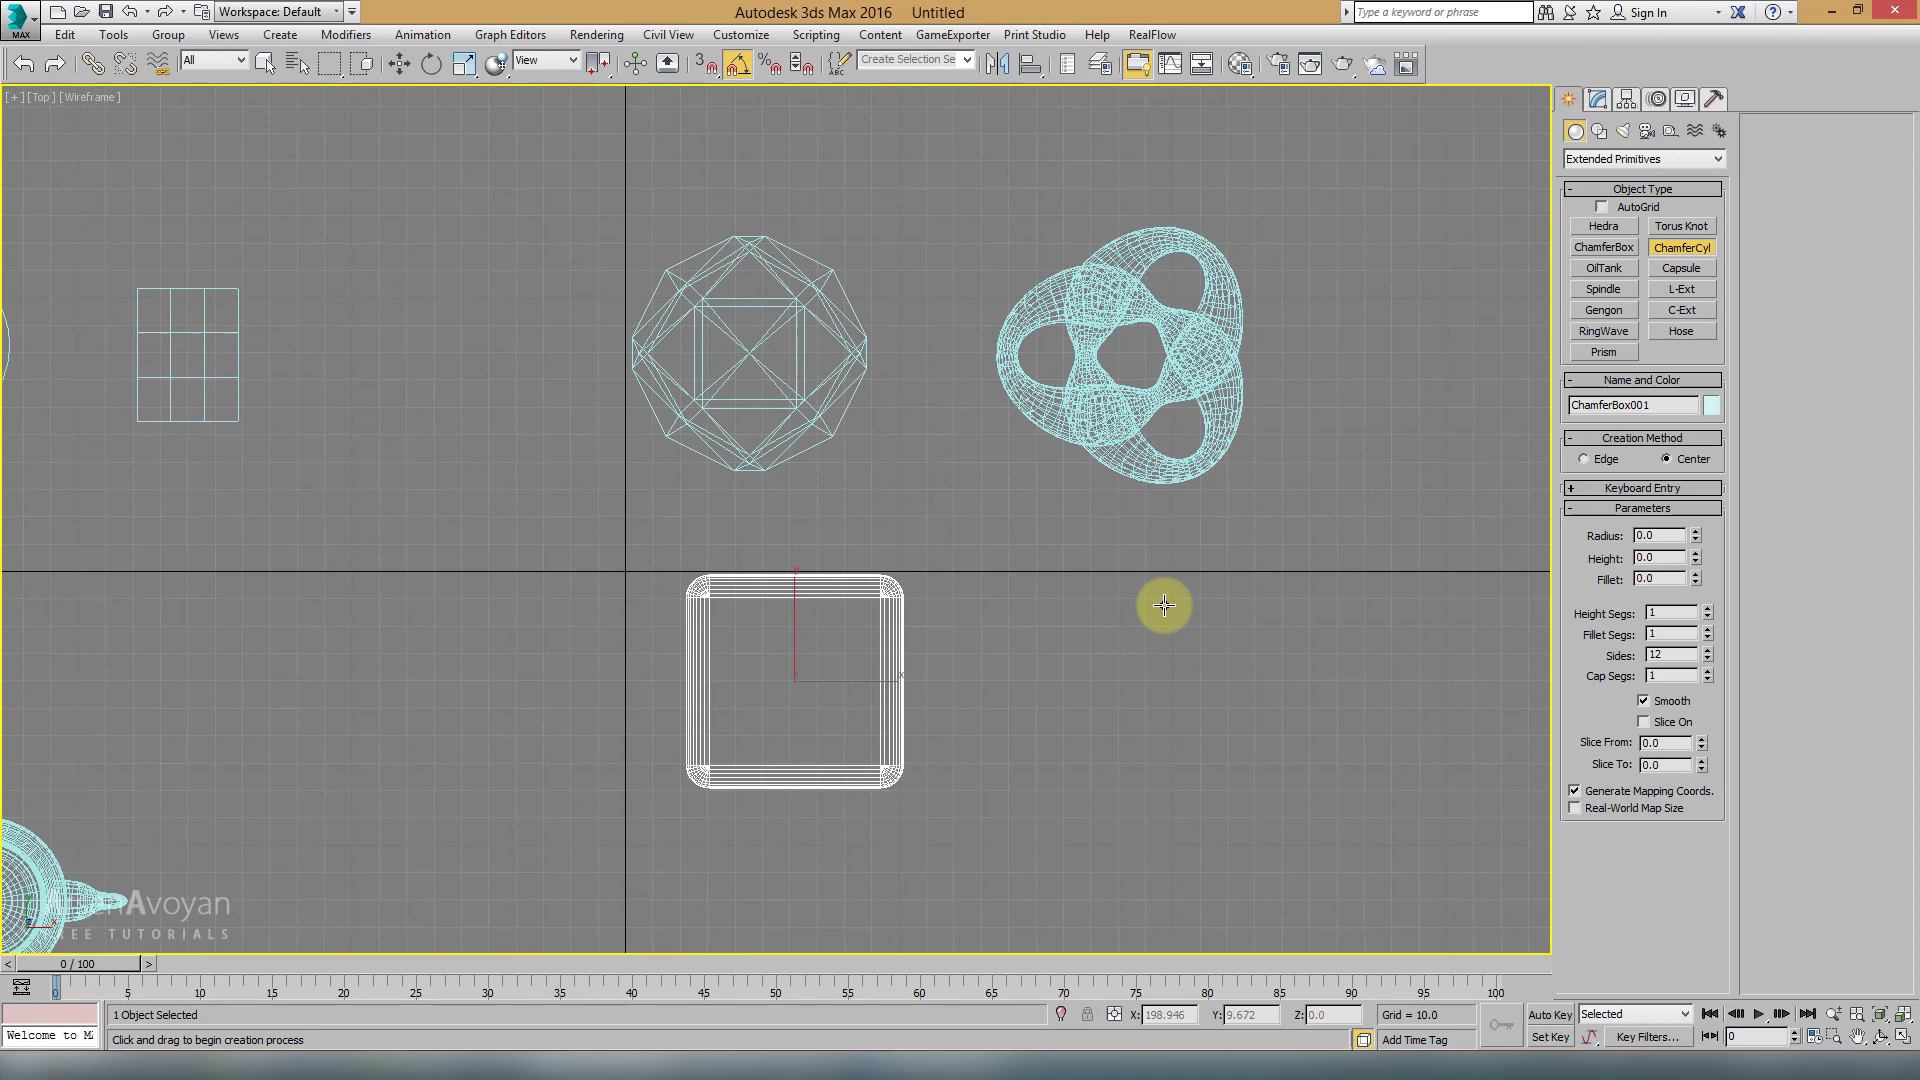 Workspace: Default
Autodesk 3ds Max 2016 Untitled
Type a keyword or phrase
Sign In
MAX
Edit Tools Group Views Create Modifiers Animation Graph Editors Rendering Civil View Customize Scripting Content GameExporter Print Studio Help RealFlow
All
View
3
ABC
Create Selection Se
[+] [Top] [Wireframe]
Extended Primitives
Object Type
AutoGrid
Hedra Torus Knot
ChamferBox ChamferCyl
OilTank Capsule
Spindle L-Ext
Gengon C-Ext
RingWave Hose
Prism
Name and Color
ChamferBox001
Creation Method
Edge Center
Keyboard Entry
Parameters
Radius: 0.0
Height: 0.0
Fillet: 0.0
Height Segs: 1
Fillet Segs: 1
Sides: 12
Cap Segs: 1
Smooth
Slice On
Slice From: 0.0
Slice To: 0.0
Generate Mapping Coords.
Real-World Map Size
x
Avoyan
TUTORIALS
0 / 100
0 5 10 15 20 25 30 35 40 45 50 55 60 65 70 75 80 85 90 95 100
1 Object Selected
X: 198.946 Y: 9.672 Z: 0.0 Grid = 10.0
Auto Key Selected
Welcome to M
Click and drag to begin creation process
Add Time Tag
Set Key Key Filters... 0